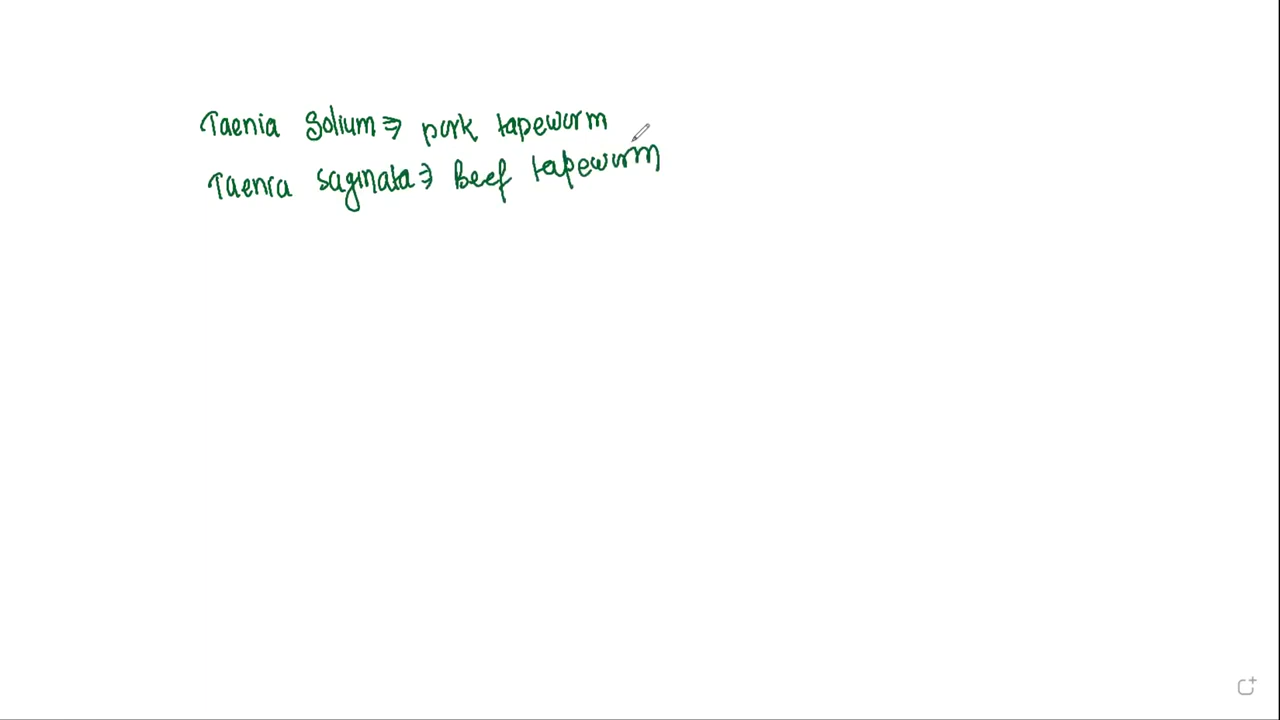 Taenia Solium ⇒ pork tapeworm
Taenia saginata ⇒ Beef tapeworm